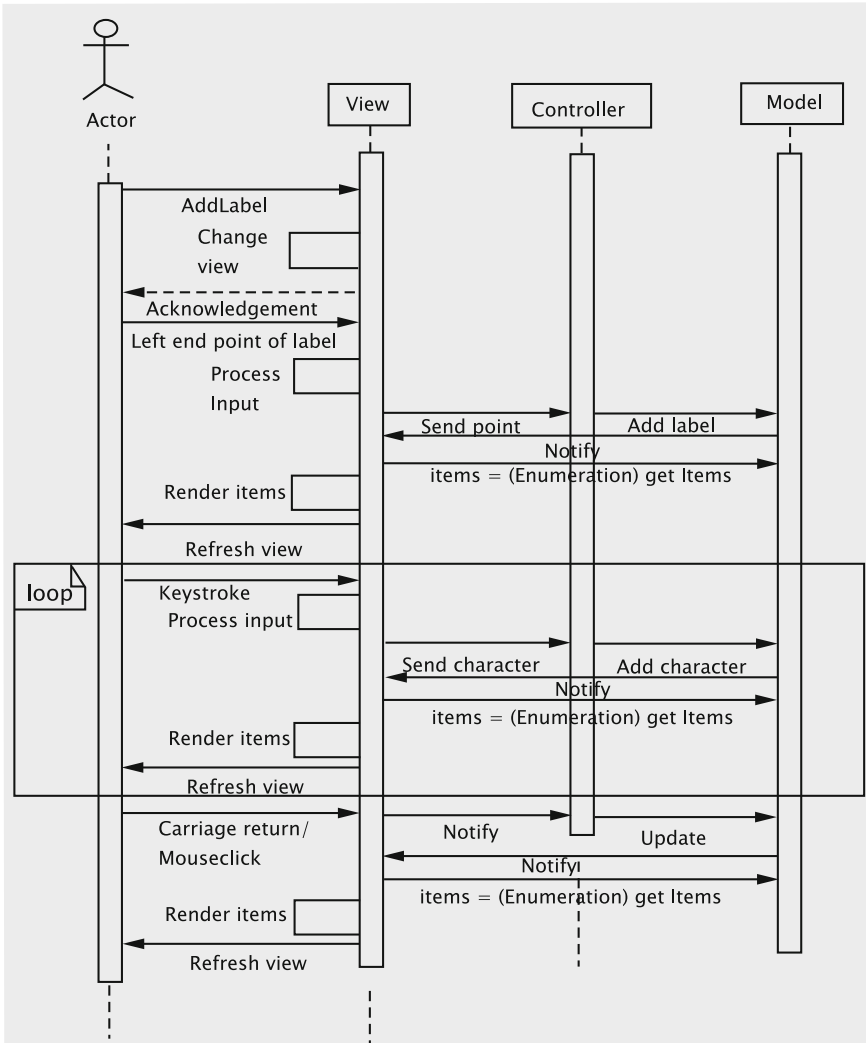 Actor
View
Controller
Model
AddLabel
Change
view
Acknowledgement
Left end point of label
Process
Input
Send point
Add label
Notify
items = (Enumeration) get Items
Render items
Refresh view
loop
Keystroke
Process input
Send character
Add character
Notify
items = (Enumeration) get Items
Render items
Refresh view
Carriage return/
Mouseclick
Notify
Update
Notify
items = (Enumeration) get Items
Render items
Refresh view